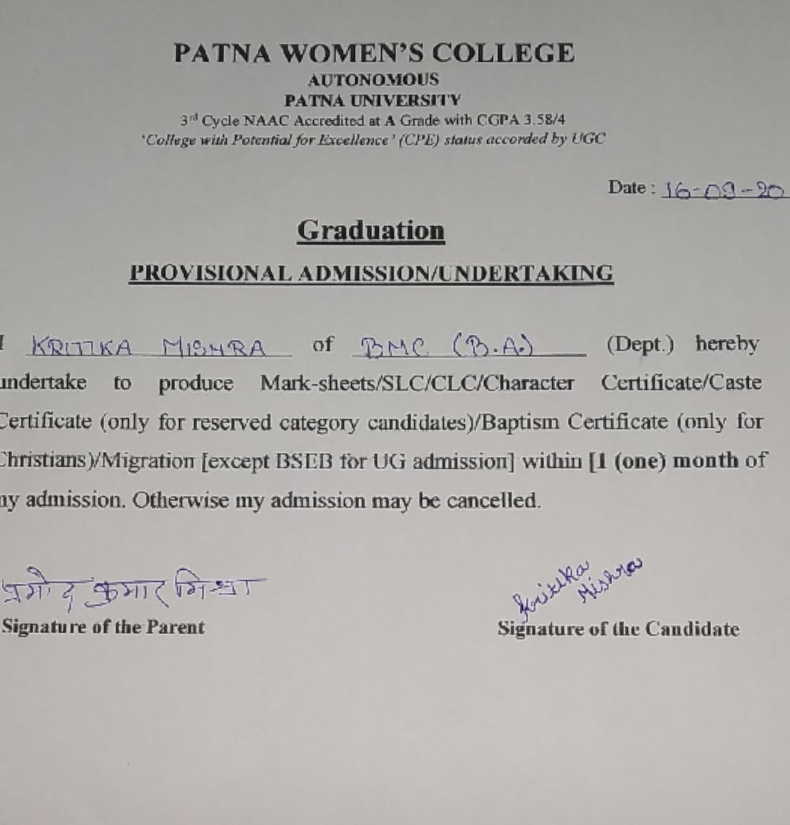 PATNA WOMEN'S COLLEGE
AUTONOMOUS
PATNA UNIVERSITY
3rd Cycle NAAC Accredited at A Grade with CGPA 3.58/4
'College with Potential for Excellence' (CPE) status accorded by UGC
Date : 16-09-20
Graduation
PROVISIONAL ADMISSION/UNDERTAKING
I KRITIKA MISHRA of BMC (B.A.) (Dept.) hereby
undertake to produce Mark-sheets/SLC/CLC/Character Certificate/Caste
Certificate (only for reserved category candidates)/Baptism Certificate (only for
Christians)/Migration [except BSEB for UG admission] within [1 (one) month of
my admission. Otherwise my admission may be cancelled.
प्रमोद कुमार मिश्रा
Kritika
Mishra
Signature of the Parent Signature of the Candidate